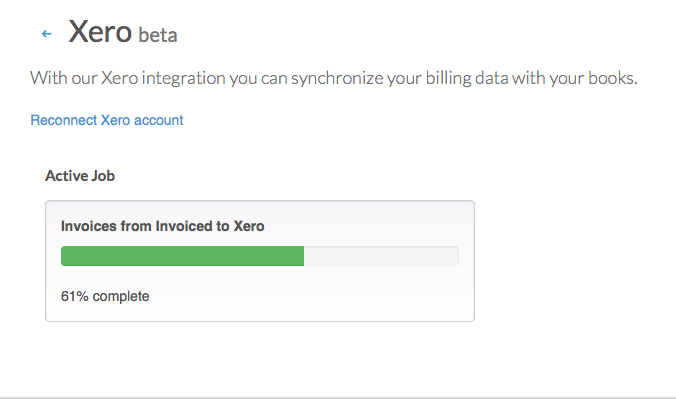 Xero beta
With our Xero integration you can synchronize your billing data with your books.
Reconnect Xero account
Active Job
Invoices from Invoiced to Xero
61% complete